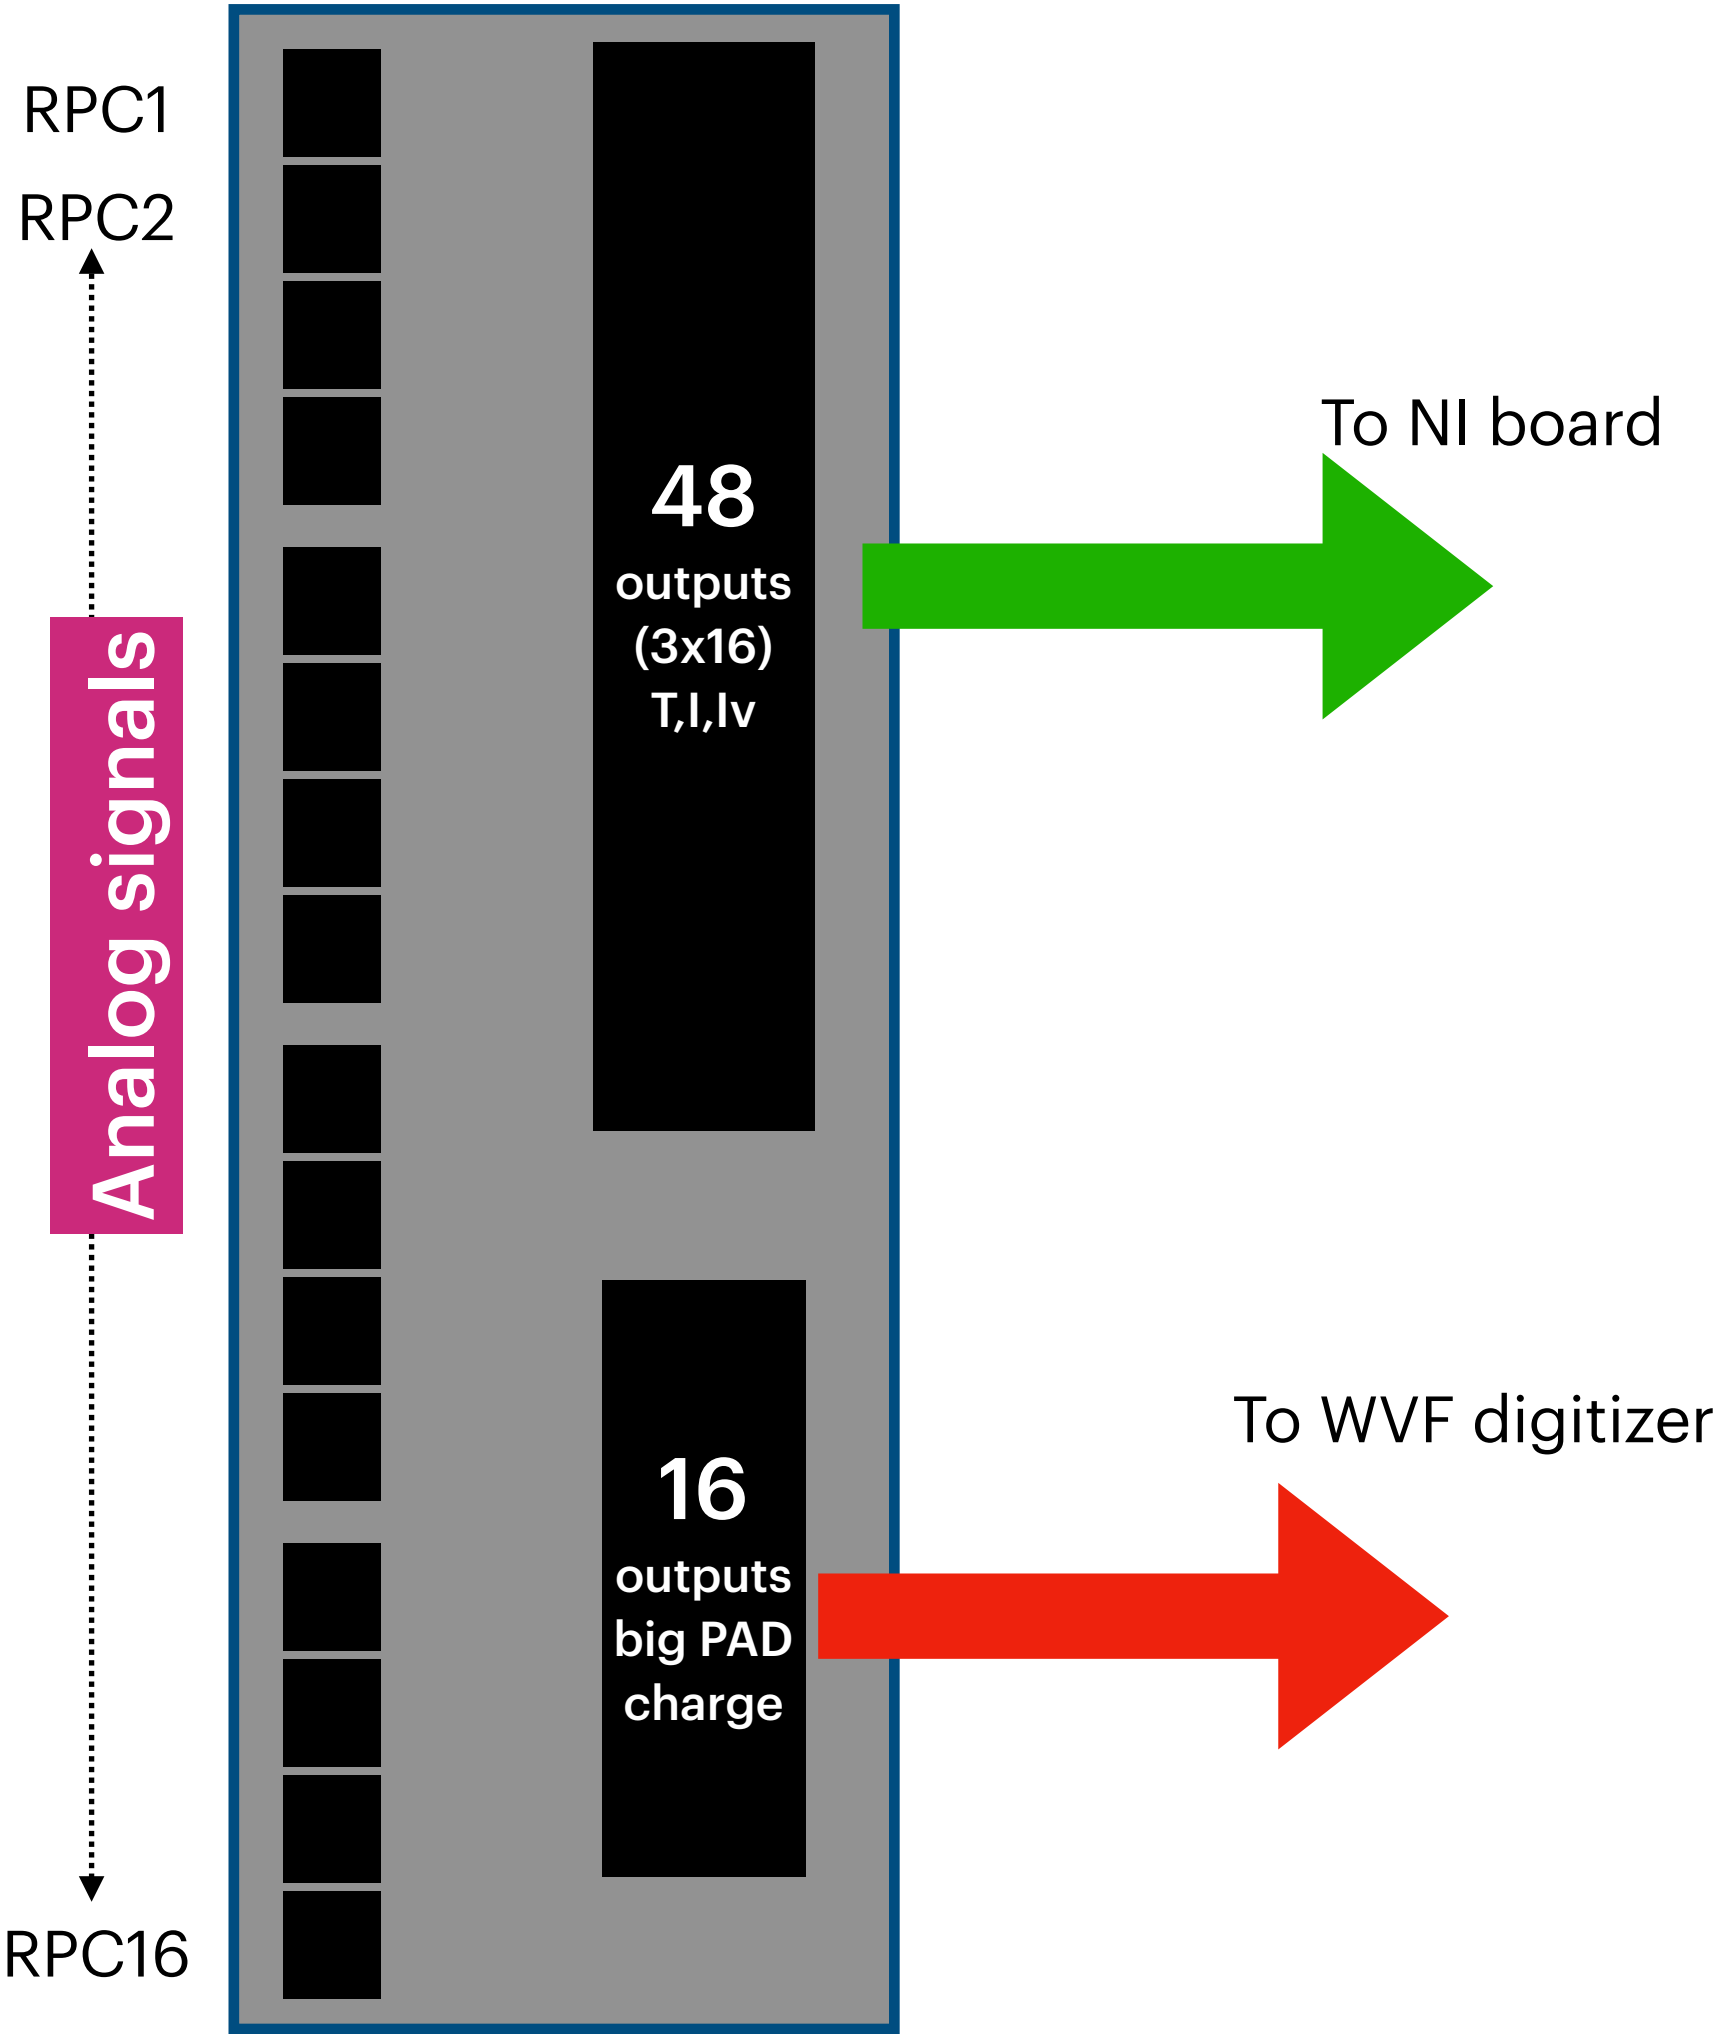 RPC1
RPC2
Analog signals
RPC16
48
outputs
(3x16)
T,I,Iv
16
outputs
big PAD
charge
To NI board
To WVF digitizer